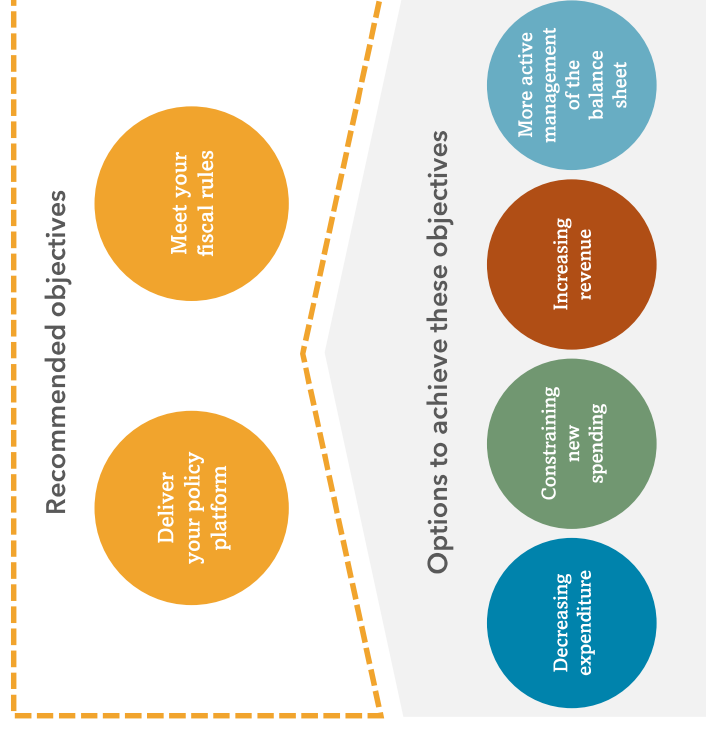 Recommended objectives
Deliver
your policy
platform
Meet your
fiscal rules
Options to achieve these objectives
Decreasing
expenditure
Constraining
new
spending
Increasing
revenue
More active
management
of the
balance
sheet